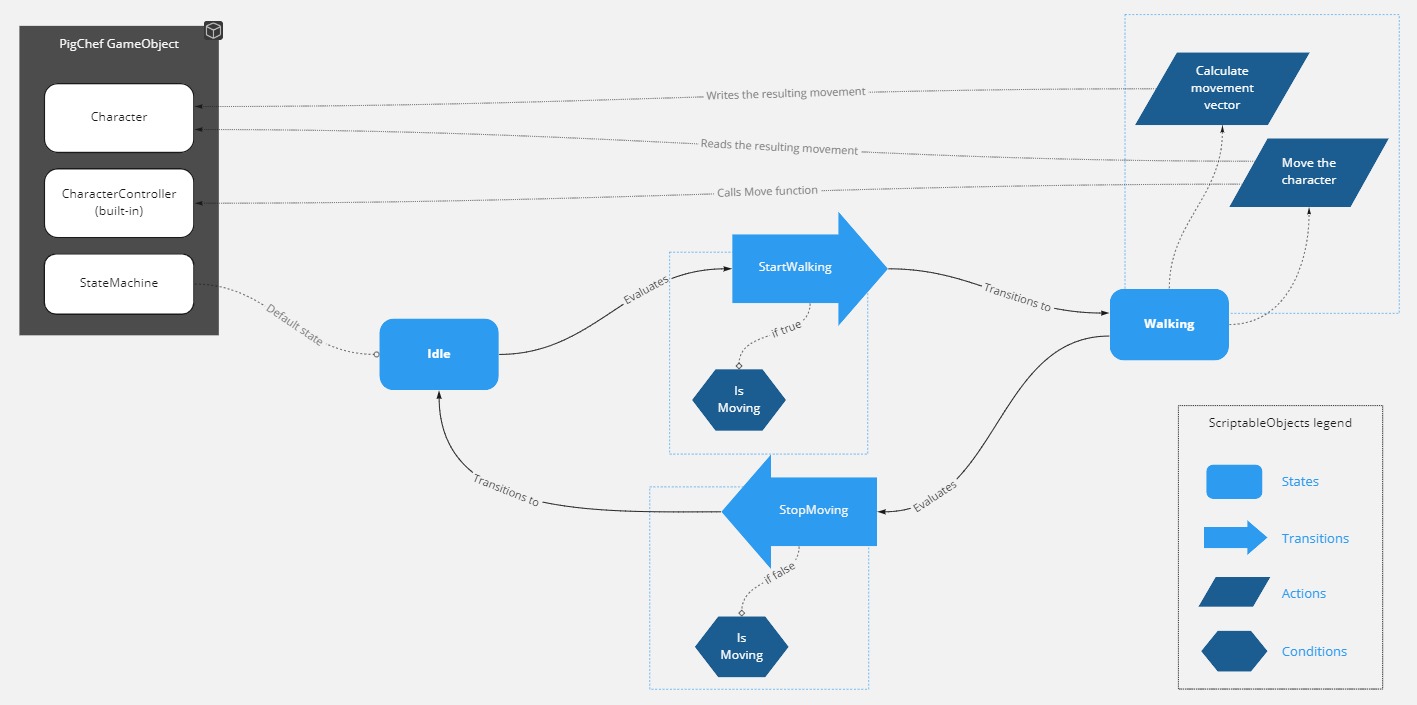 PigChef GameObject
Character
CharacterController
(built-in)
StateMachine
Writes the resulting movement
Reads the resulting movement
Calls Move function
Calculate
movement
vector
Move the
character
Default state
Idle
Evaluates
StartWalking
if true
Is
Moving
Transitions to
Walking
Evaluates
StopMoving
if false
Is
Moving
Transitions to
ScriptableObjects legend
States
Transitions
Actions
Conditions